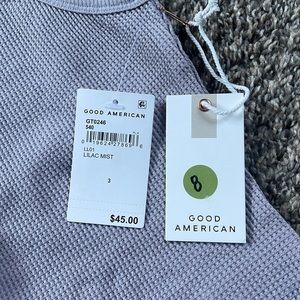 GOOD AMERICAN
GT0246
540
LL01
LILAC MIST
3
$45.00
8
GOOD
AMERICAN